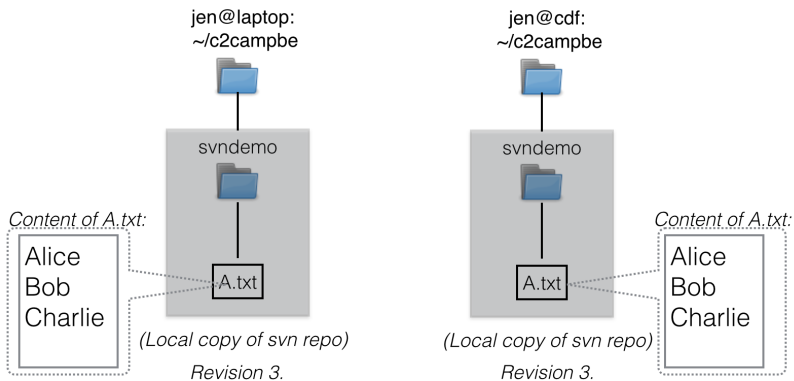 jen@laptop:
~/c2campbe
svndemo
Content of A.txt:
Alice
Bob
Charlie
A.txt
(Local copy of svn repo)
Revision 3.
jen@cdf:
~/c2campbe
svndemo
Content of A.txt:
A.txt
Alice
Bob
Charlie
(Local copy of svn repo)
Revision 3.